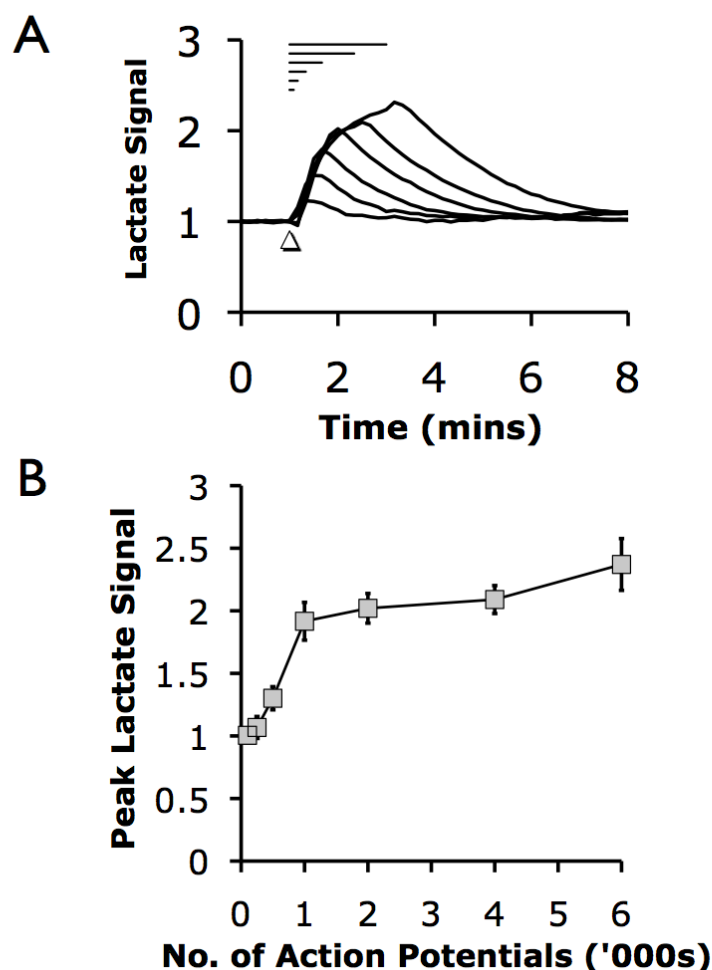 A
3
2
1
0
Lactate Signal
0 2 4 6 8
Time (mins)
B
3
2.5
2
1.5
1
0.5
0
Peak Lactate Signal
0 1 2 3 4 5 6
No. of Action Potentials ('000s)